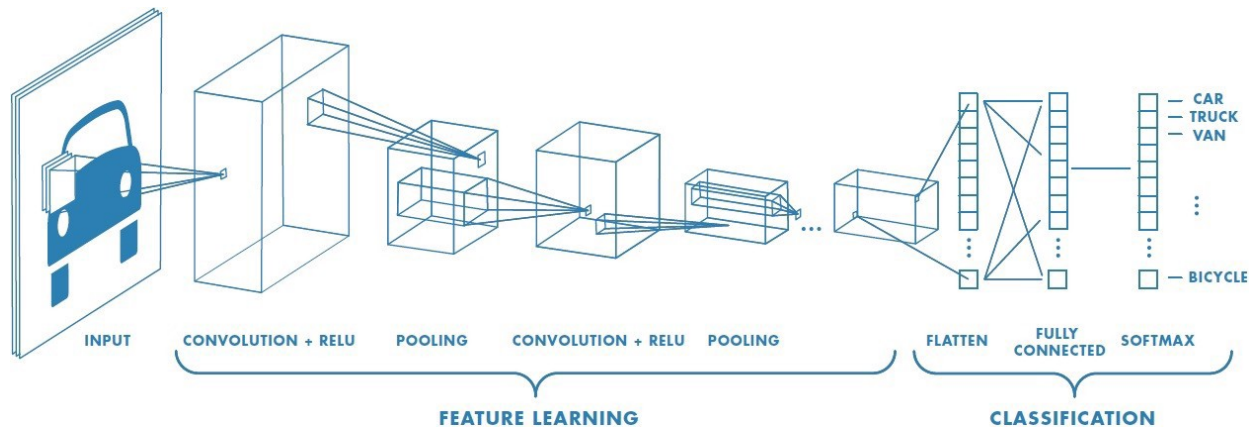 CAR
TRUCK
VAN
BICYCLE
INPUT
CONVOLUTION + RELU
POOLING
CONVOLUTION + RELU
POOLING
FLATTEN
FULLY
CONNECTED
SOFTMAX
FEATURE LEARNING
CLASSIFICATION